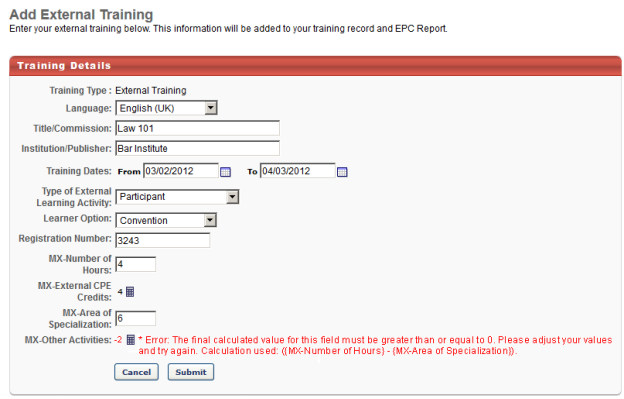 Add External Training
Enter your external training below. This information will be added to your training record and EPC Report.
Training Details
Training Type : External Training
Language: English (UK)
Title/Commission: Law 101
Institution/Publisher: Bar Institute
Training Dates: From 03/02/2012 To 04/03/2012
Type of External
Learning Activity: Participant
Learner Option: Convention
Registration Number: 3243
MX-Number of
Hours: 4
MX-External CPE
Credits: 4
MX-Area of
Specialization: 6
MX-Other Activities: -2 * Error: The final calculated value for this field must be greater than or equal to 0. Please adjust your values
and try again. Calculation used: ({MX-Number of Hours} - {MX-Area of Specialization}).
Cancel Submit